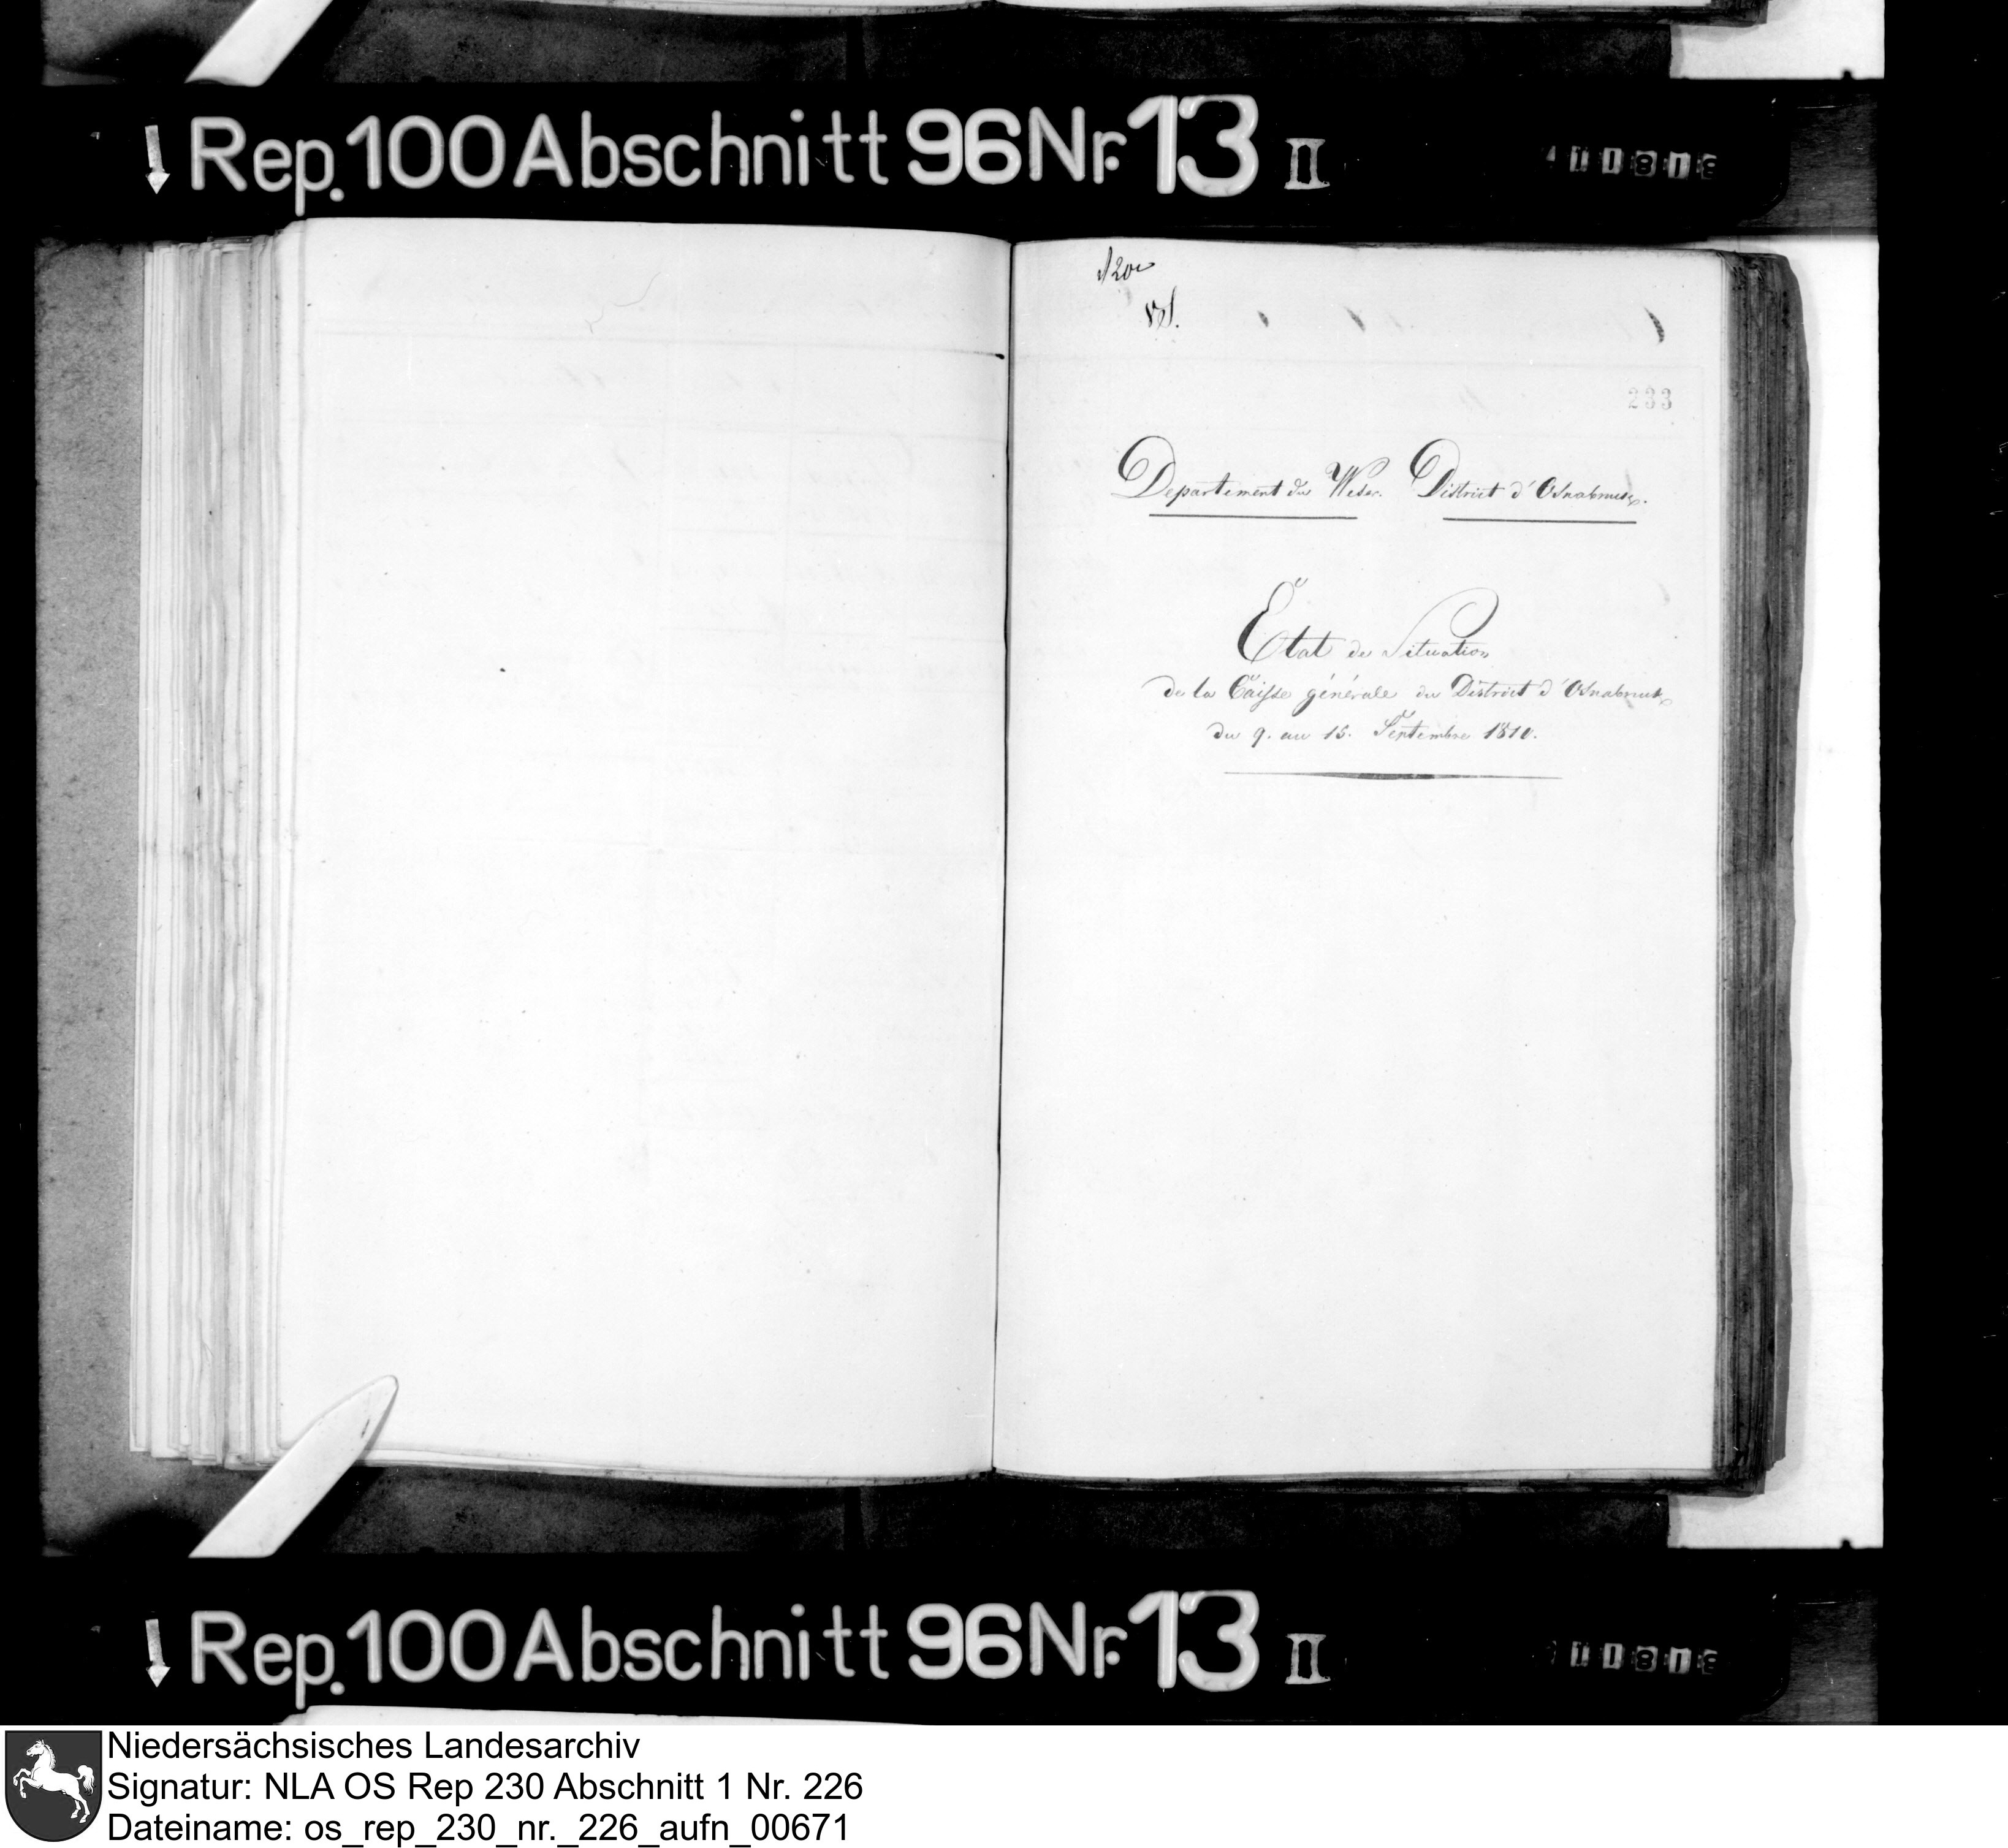 Rep. 100 Abschnitt 96 Nr. 13 II
233
Departement du Weser. District d'Osnabruck.
Etat de Situation
de la Caisse générale du District d'Osnabruck
du 9. au 15. Septembre 1810.
Rep. 100 Abschnitt 96 Nr. 13 II
Niedersächsisches Landesarchiv
Signatur: NLA OS Rep 230 Abschnitt 1 Nr. 226
Dateiname: os_rep_230_nr._226_aufn_00671